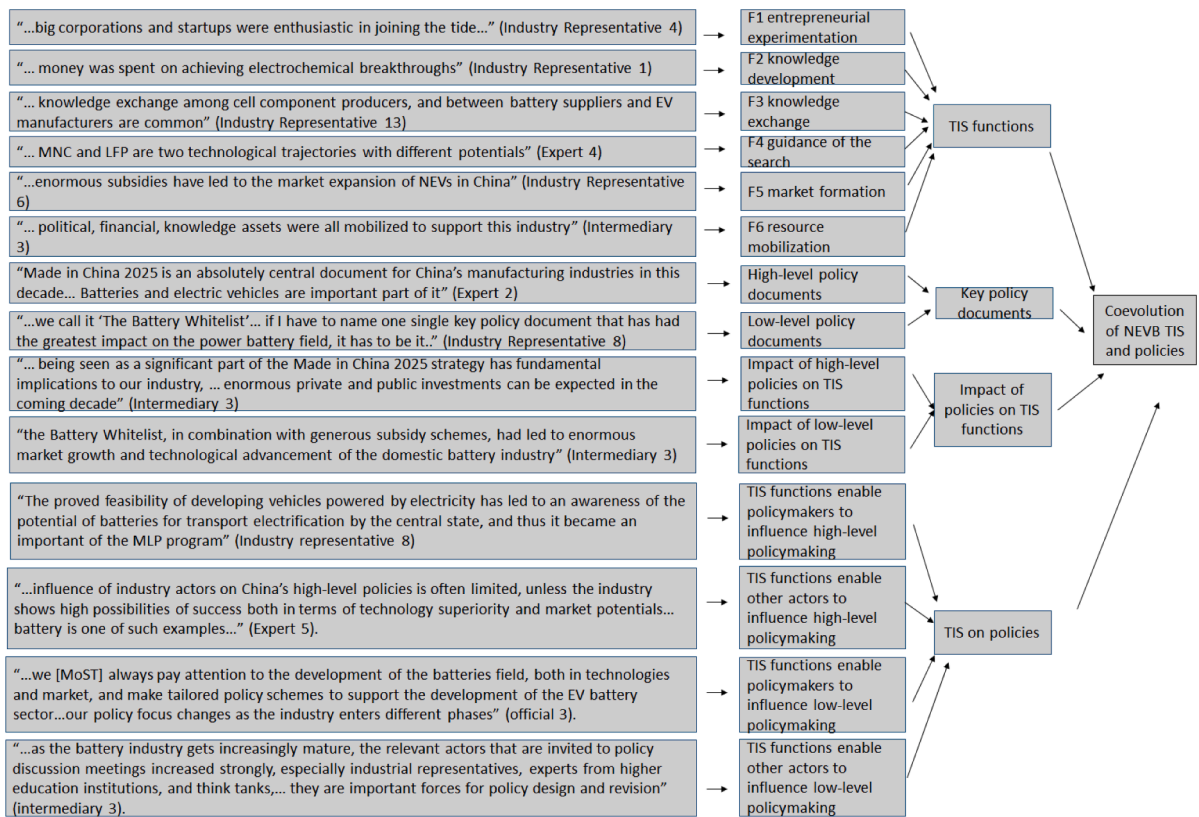 “…big corporations and startups were enthusiastic in joining the tide…” (Industry Representative 4)
F1 entrepreneurial
experimentation
“… money was spent on achieving electrochemical breakthroughs” (Industry Representative 1)
F2 knowledge
development
“… knowledge exchange among cell component producers, and between battery suppliers and EV
manufacturers are common” (Industry Representative 13)
F3 knowledge
exchange
TIS functions
“… MNC and LFP are two technological trajectories with different potentials” (Expert 4)
F4 guidance of the
search
“…enormous subsidies have led to the market expansion of NEVs in China” (Industry Representative
6)
F5 market formation
“… political, financial, knowledge assets were all mobilized to support this industry” (Intermediary
3)
F6 resource
mobilization
“Made in China 2025 is an absolutely central document for China’s manufacturing industries in this
decade… Batteries and electric vehicles are important part of it” (Expert 2)
High-level policy
documents
Key policy
documents
“…we call it ‘The Battery Whitelist’… if I have to name one single key policy document that has had
the greatest impact on the power battery field, it has to be it..” (Industry Representative 8)
Low-level policy
documents
Coevolution
of NEVB TIS
and policies
“… being seen as a significant part of the Made in China 2025 strategy has fundamental
implications to our industry, … enormous private and public investments can be expected in the
coming decade” (Intermediary 3)
Impact of high-level
policies on TIS
functions
Impact of
policies on TIS
functions
“the Battery Whitelist, in combination with generous subsidy schemes, had led to enormous
market growth and technological advancement of the domestic battery industry” (Intermediary 3)
Impact of low-level
policies on TIS
functions
“The proved feasibility of developing vehicles powered by electricity has led to an awareness of the
potential of batteries for transport electrification by the central state, and thus it became an
important of the MLP program” (Industry representative 8)
TIS functions enable
policymakers to
influence high-level
policymaking
“…influence of industry actors on China’s high-level policies is often limited, unless the industry
shows high possibilities of success both in terms of technology superiority and market potentials…
battery is one of such examples…” (Expert 5).
TIS functions enable
other actors to
influence high-level
policymaking
TIS on policies
“…we [MoST] always pay attention to the development of the batteries field, both in technologies
and market, and make tailored policy schemes to support the development of the EV battery
sector…our policy focus changes as the industry enters different phases” (official 3).
TIS functions enable
policymakers to
influence low-level
policymaking
“…as the battery industry gets increasingly mature, the relevant actors that are invited to policy
discussion meetings increased strongly, especially industrial representatives, experts from higher
education institutions, and think tanks,… they are important forces for policy design and revision”
(intermediary 3).
TIS functions enable
other actors to
influence low-level
policymaking